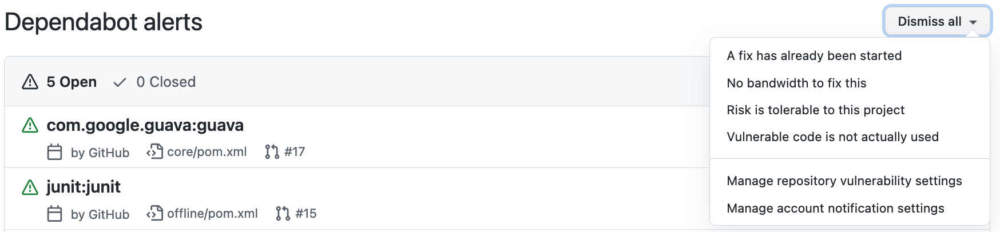 Dependabot alerts
Dismiss all
A fix has already been started
No bandwidth to fix this
Risk is tolerable to this project
Vulnerable code is not actually used
Manage repository vulnerability settings
Manage account notification settings
5 Open 0 Closed
com.google.guava:guava
by GitHub core/pom.xml #17
junit:junit
by GitHub offline/pom.xml #15